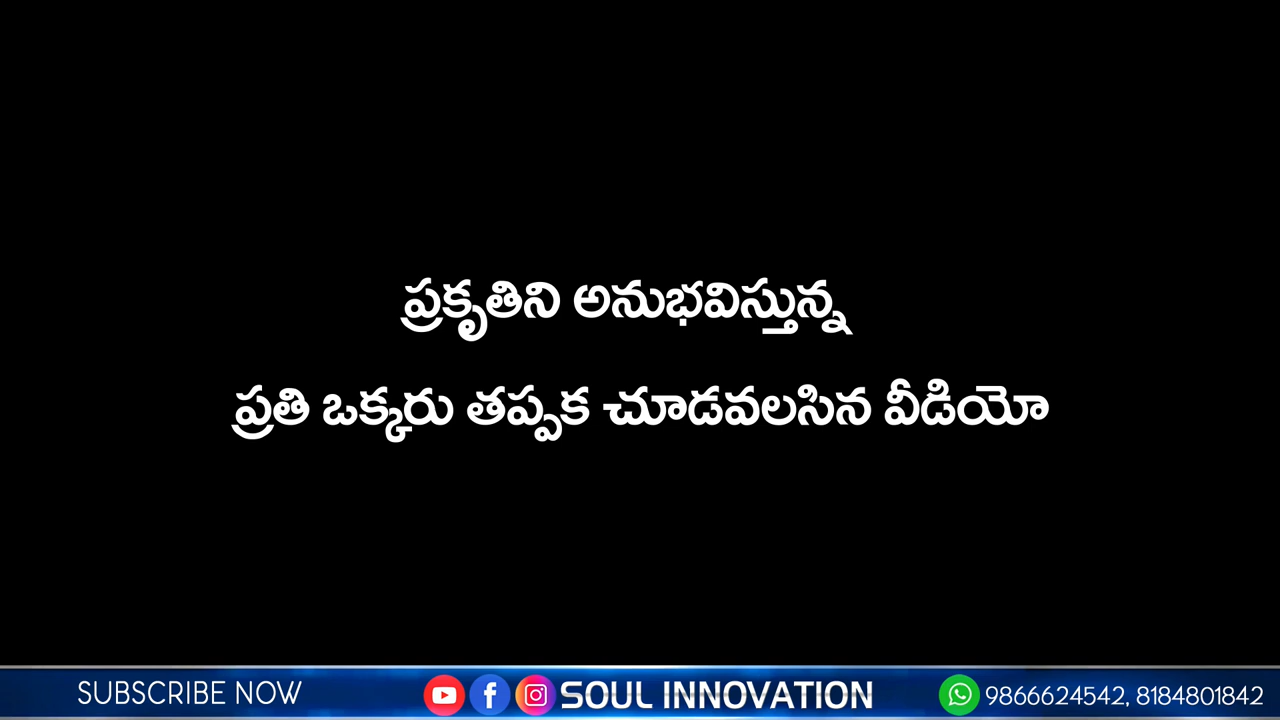 ప్రకృతిని అనుభవిస్తున్న
ప్రతి ఒక్కరు తప్పక చూడవలసిన వీడియో
SUBSCRIBE NOW SOUL INNOVATION 9866624542, 8184801842